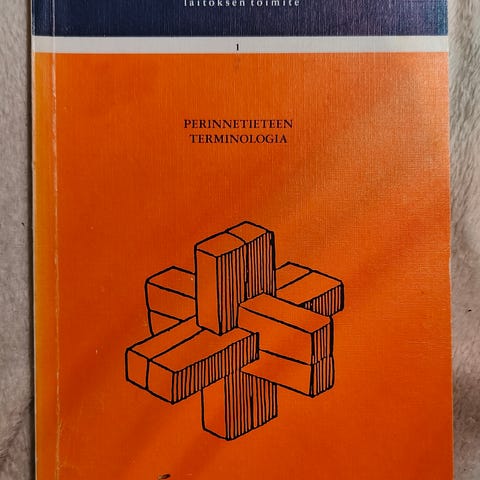 laitoksen toimite
1
PERINNETIETEEN
TERMINOLOGIA